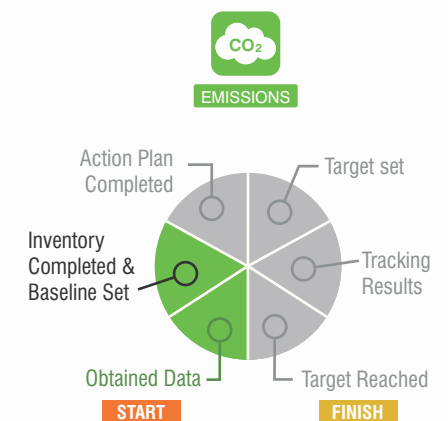 CO₂
EMISSIONS
Action Plan
Completed
Target set
Inventory
Completed &
Baseline Set
Tracking
Results
Obtained Data
Target Reached
START
FINISH